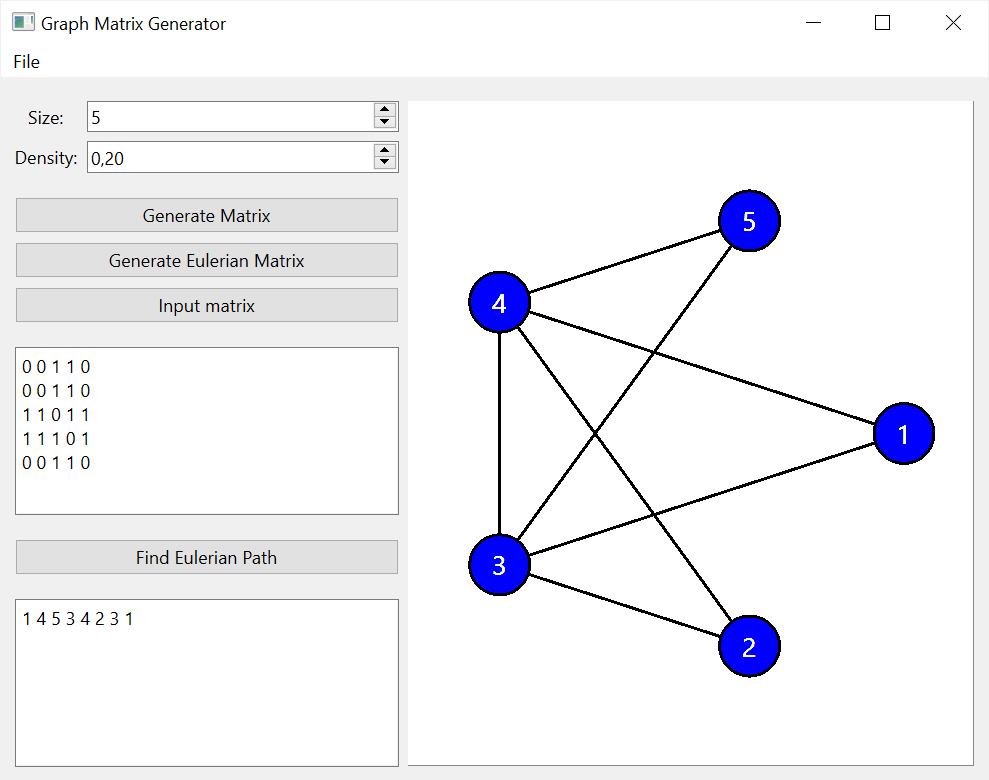 Graph Matrix Generator
File
Size: 5
Density: 0,20
Generate Matrix
Generate Eulerian Matrix
Input matrix
0 0 1 1 0
0 0 1 1 0
1 1 0 1 1
1 1 1 0 1
0 0 1 1 0
Find Eulerian Path
1 4 5 3 4 2 3 1
5
4
1
3
2